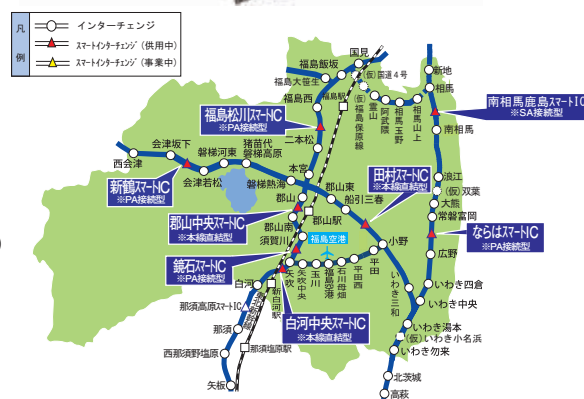 凡例
インターチェンジ
スマートインターチェンジ（供用中）
スマートインターチェンジ（事業中）
国見
福島飯坂
福島大笹生
(仮)国道４号
新地
相馬
福島西
福島駅
(仮)福島保原線
霊山
阿武隈
相馬玉野
相馬山上
南相馬鹿島スマートIC
※SA接続型
福島松川スマートIC
※PA接続型
二本松
南相馬
会津坂下
西会津
磐梯河東
猪苗代
磐梯高原
本宮
浪江
(仮)双葉
大熊
常磐富岡
新鶴スマートIC
※PA接続型
会津若松
磐梯熱海
郡山
郡山東
船引三春
田村スマートIC
※本線直結型
郡山中央スマートIC
※本線直結型
郡山南
郡山駅
須賀川
福島空港
小野
ならはスマートIC
※PA接続型
広野
鏡石スマートIC
※PA接続型
矢吹
矢吹中央
玉川
福島空港
石川母畑
平田西
平田
いわき三和
いわき四倉
いわき中央
白河
新白河駅
東北新幹線
那須高原スマートIC
白河中央スマートIC
※本線直結型
那須
いわき湯本
(仮)いわき小名浜
いわき勿来
西那須野塩原
那須塩原駅
矢板
北茨城
高萩